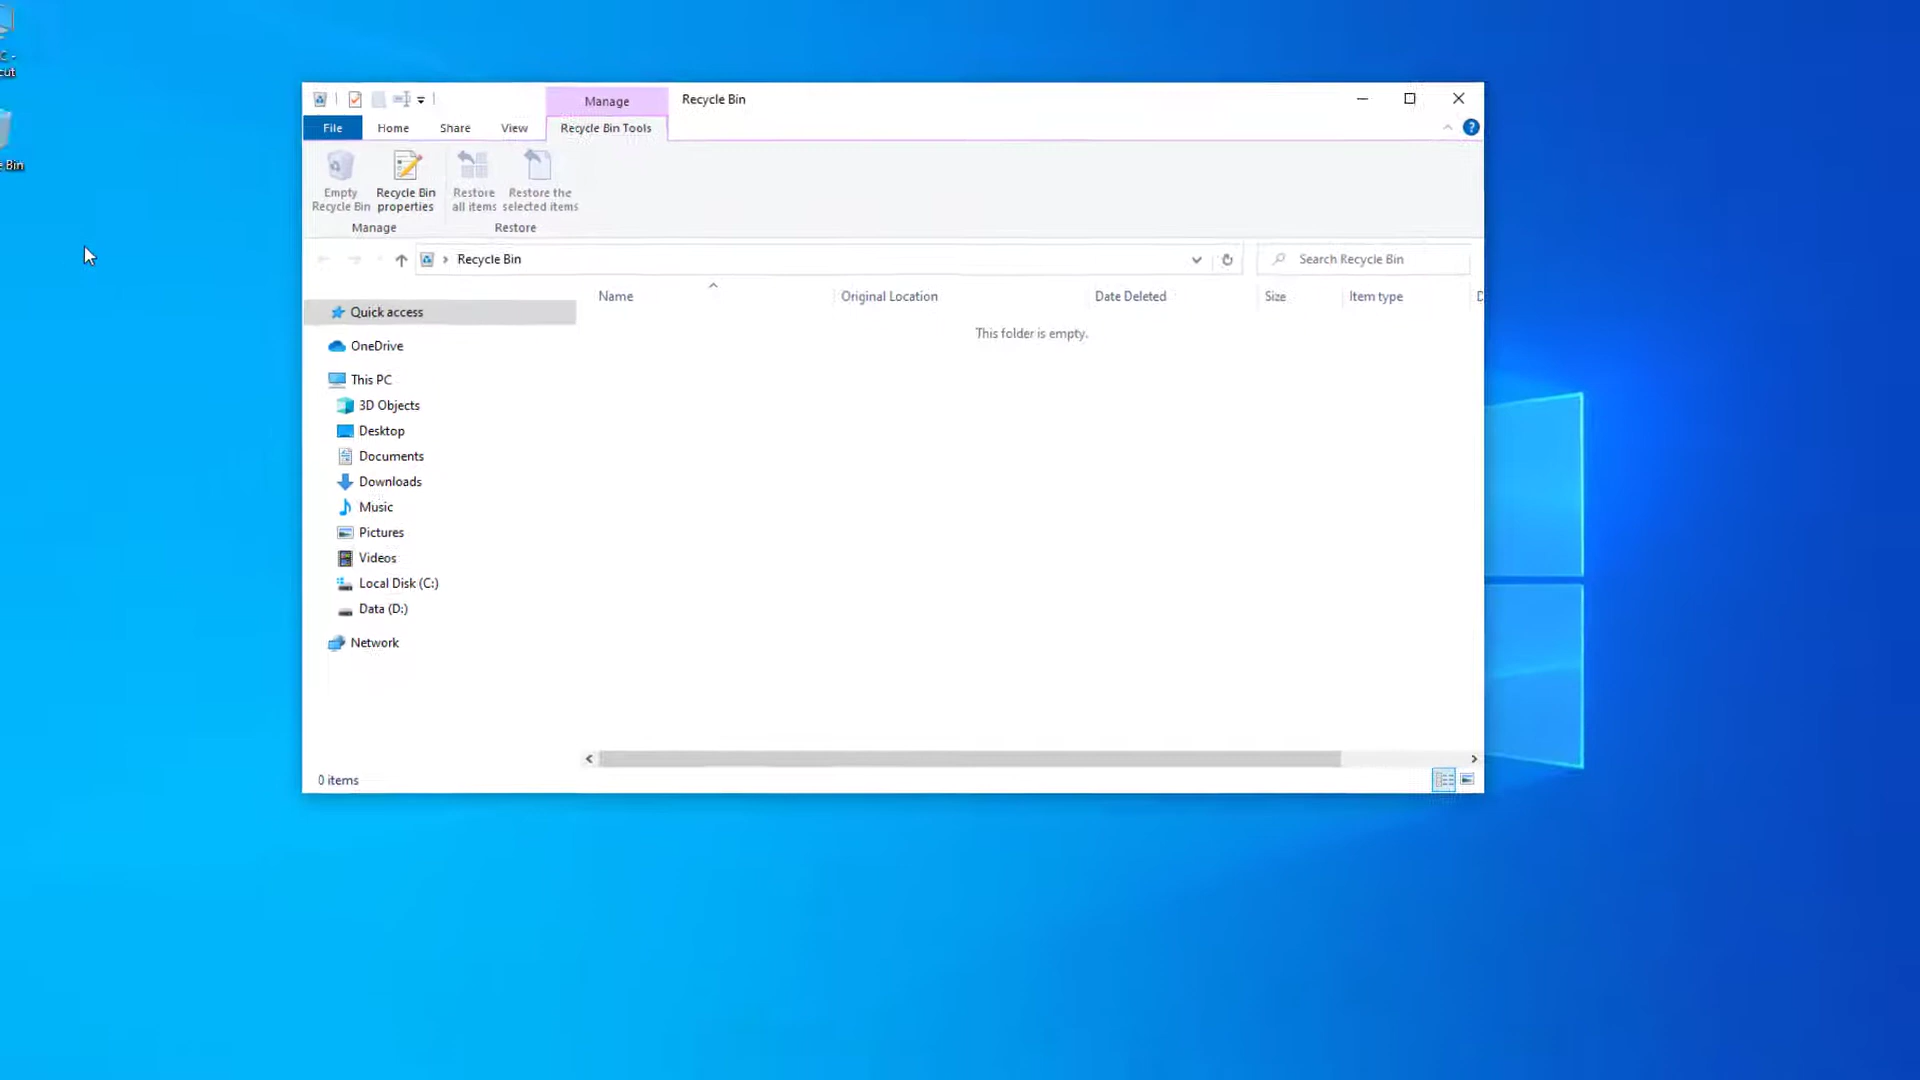 cut
Bin
Manage
Recycle Bin
File
Home
Share
View
Recycle Bin Tools
?
Empty
Recycle Bin
Recycle Bin
properties
Restore
all items
Restore the
selected items
Manage
Restore
Recycle Bin
Search Recycle Bin
Name
Original Location
Date Deleted
Size
Item type
D
Quick access
This folder is empty.
OneDrive
This PC
3D Objects
Desktop
Documents
Downloads
Music
Pictures
Videos
Local Disk (C:)
Data (D:)
Network
0 items